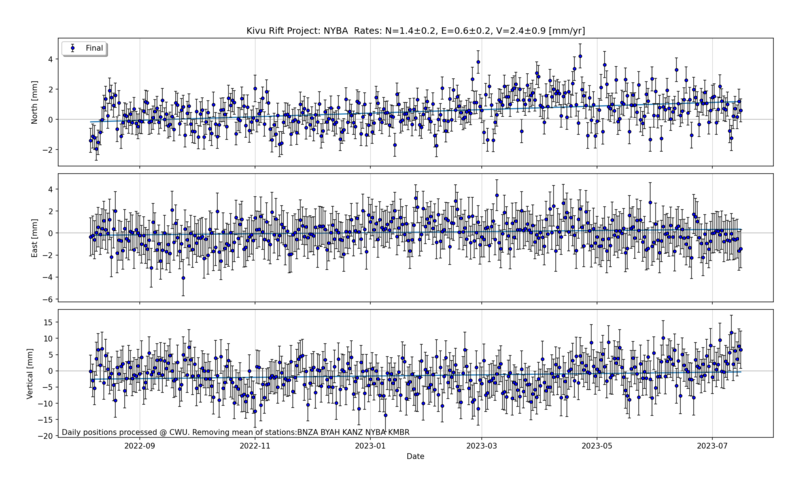 Kivu Rift Project: NYBA  Rates: N=1.4±0.2, E=0.6±0.2, V=2.4±0.9 [mm/yr]
Final
North [mm]
4
2
0
−2
East [mm]
4
2
0
−2
−4
−6
Vertical [mm]
15
10
5
0
−5
−10
−15
−20
Daily positions processed @ CWU. Removing mean of stations:BNZA BYAH KANZ NYBA KMBR
2022-09 2022-11 2023-01 2023-03 2023-05 2023-07
Date